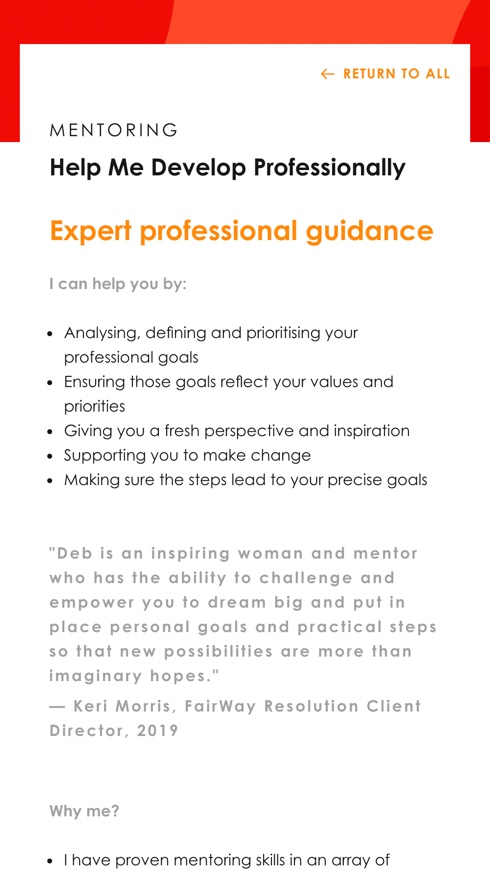 ← RETURN TO ALL
MENTORING
Help Me Develop Professionally
Expert professional guidance
I can help you by:
• Analysing, defining and prioritising your
professional goals
• Ensuring those goals reflect your values and
priorities
• Giving you a fresh perspective and inspiration
• Supporting you to make change
• Making sure the steps lead to your precise goals
"Deb is an inspiring woman and mentor
who has the ability to challenge and
empower you to dream big and put in
place personal goals and practical steps
so that new possibilities are more than
imaginary hopes."
— Keri Morris, FairWay Resolution Client
Director, 2019
Why me?
• I have proven mentoring skills in an array of